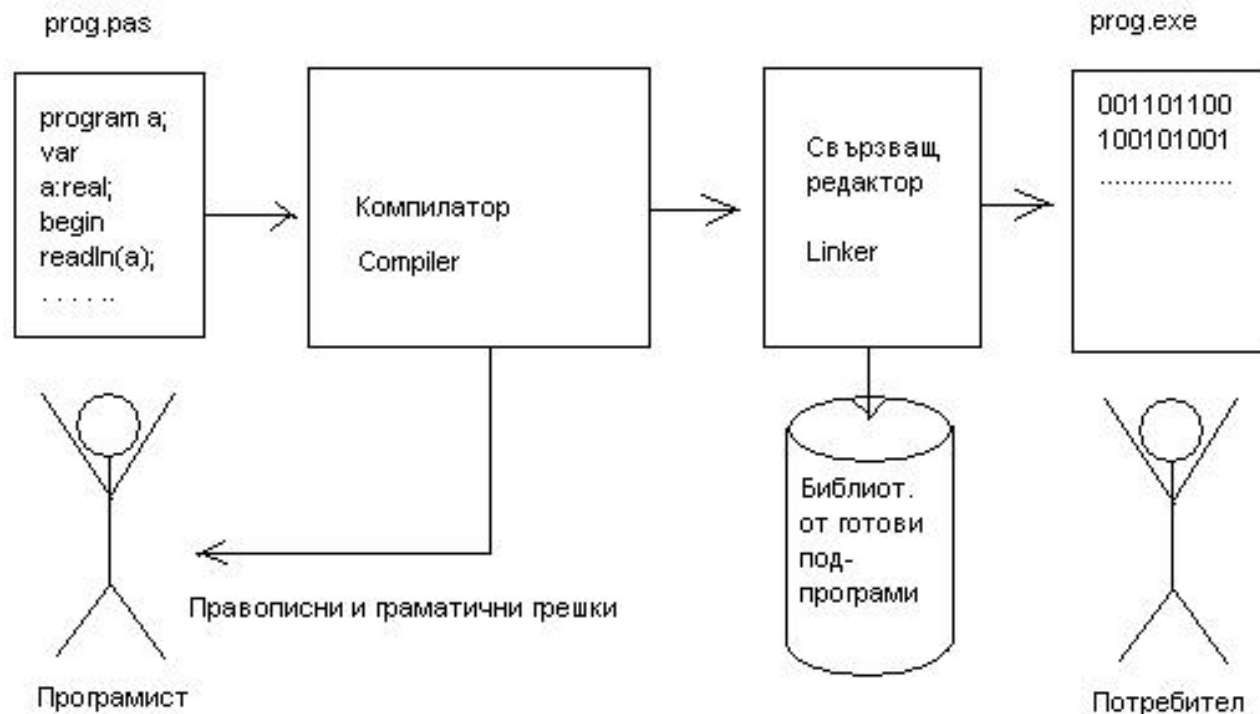 prog.pas
prog.exe
program a;
var
a:real;
begin
readln(a);
. . . . . .
Компилатор
Compiler
Свързващ
редактор
Linker
001101100
100101001
.................
Библиот.
от готови
под-
програми
Правописни и граматични грешки
Програмист
Потребител